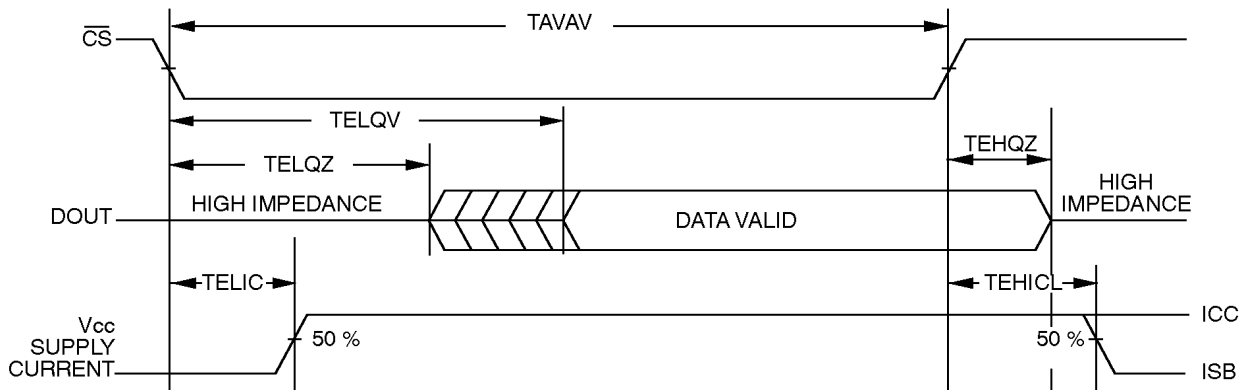 TAVAV
CS
TELQV
TELQZ
TEHQZ
HIGH IMPEDANCE
HIGH
IMPEDANCE
DOUT
DATA VALID
TELIC
TEHICL
Vcc
SUPPLY
CURRENT
50 %
50 %
ICC
ISB